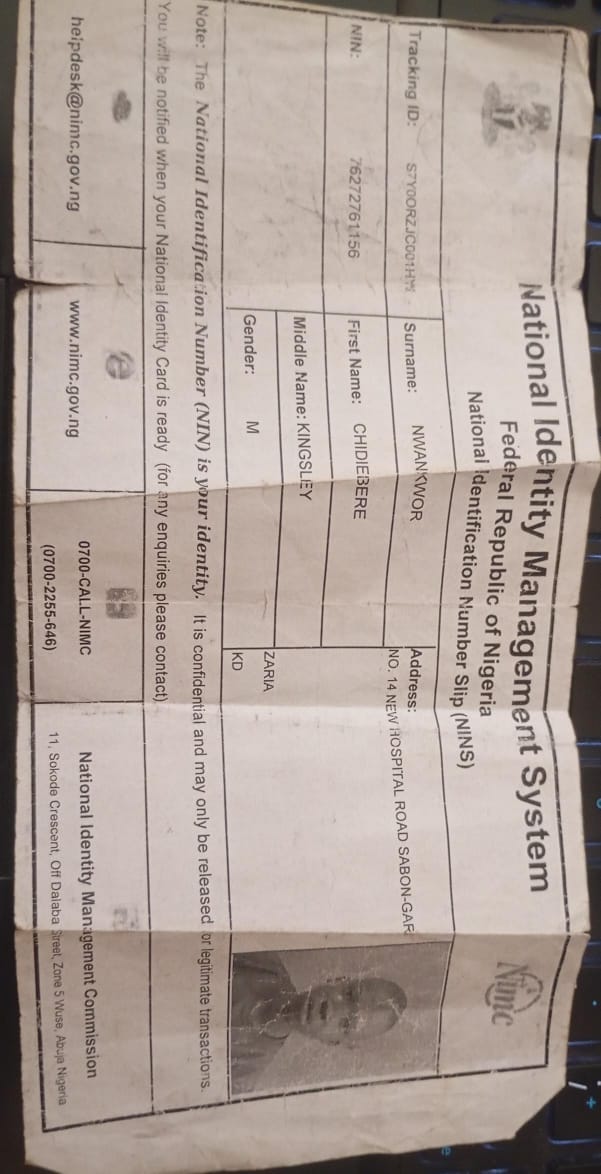 National Identity Management System
Federal Republic of Nigeria
National Identification Number Slip (NINS)
Nimc
Tracking ID:
Surname: NWANKWOR
Address:
NO. 14 NEW HOSPITAL ROAD SABON-GAR
NIN: 76272761156
First Name: CHIDIEBERE
Middle Name: KINGSLEY
Gender: M
ZARIA
KD
Note: The National Identification Number (NIN) is your identity. It is confidential and may only be released for legitimate transactions.
You will be notified when your National Identity Card is ready (for any enquiries please contact)
helpdesk@nimc.gov.ng
www.nimc.gov.ng
0700-CALL-NIMC
(0700-2255-646)
National Identity Management Commission
11, Sokode Crescent, Off Dalaba Street, Zone 5 Wuse, Abuja Nigeria